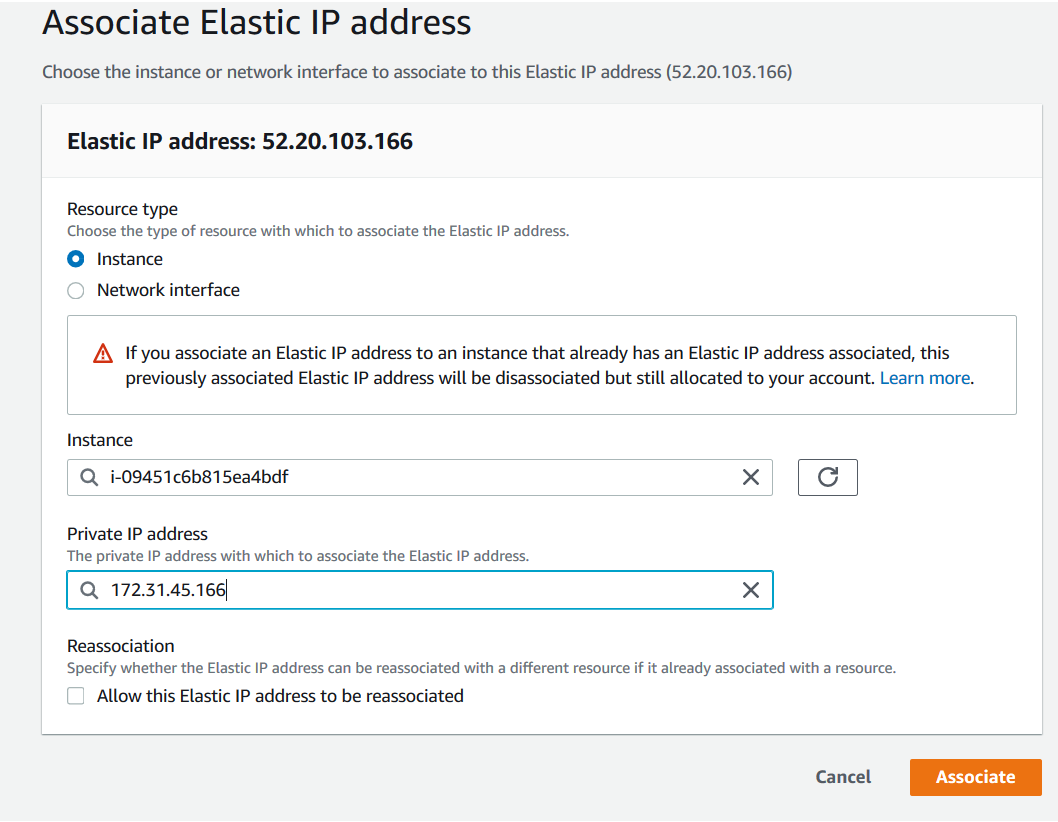 Associate Elastic IP address
Choose the instance or network interface to associate to this Elastic IP address (52.20.103.166)
Elastic IP address: 52.20.103.166
Resource type
Choose the type of resource with which to associate the Elastic IP address.
Instance
Network interface
If you associate an Elastic IP address to an instance that already has an Elastic IP address associated, this
previously associated Elastic IP address will be disassociated but still allocated to your account. Learn more.
Instance
i-09451c6b815ea4bdf
Private IP address
The private IP address with which to associate the Elastic IP address.
172.31.45.166
Reassociation
Specify whether the Elastic IP address can be reassociated with a different resource if it already associated with a resource.
Allow this Elastic IP address to be reassociated
Cancel
Associate